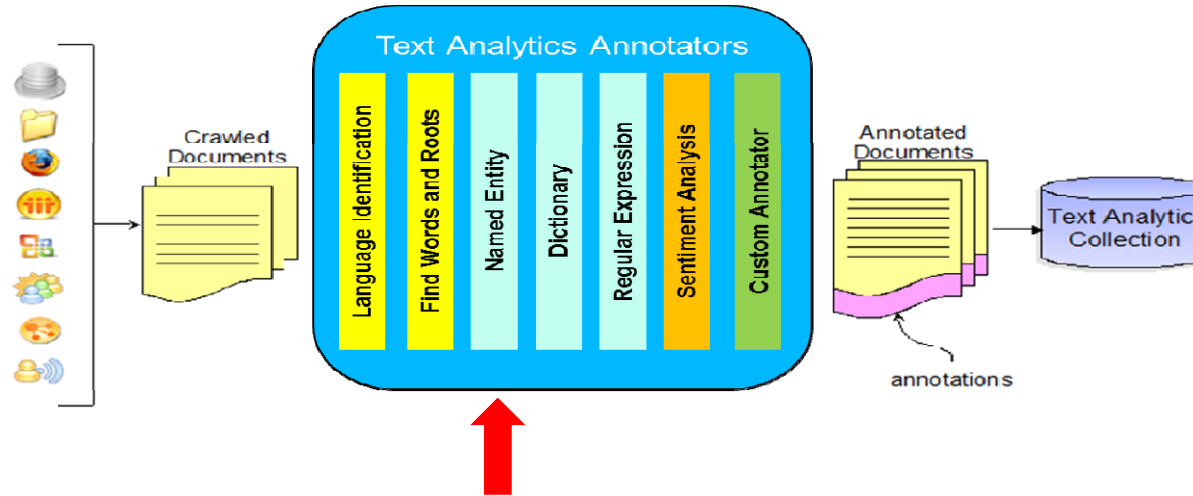 Text Analytics Annotators
Crawled
Documents
Language Identification
Find Words and Roots
Named Entity
Dictionary
Regular Expression
Sentiment Analysis
Custom Annotator
Annotated
Documents
annotations
Text Analytic
Collection